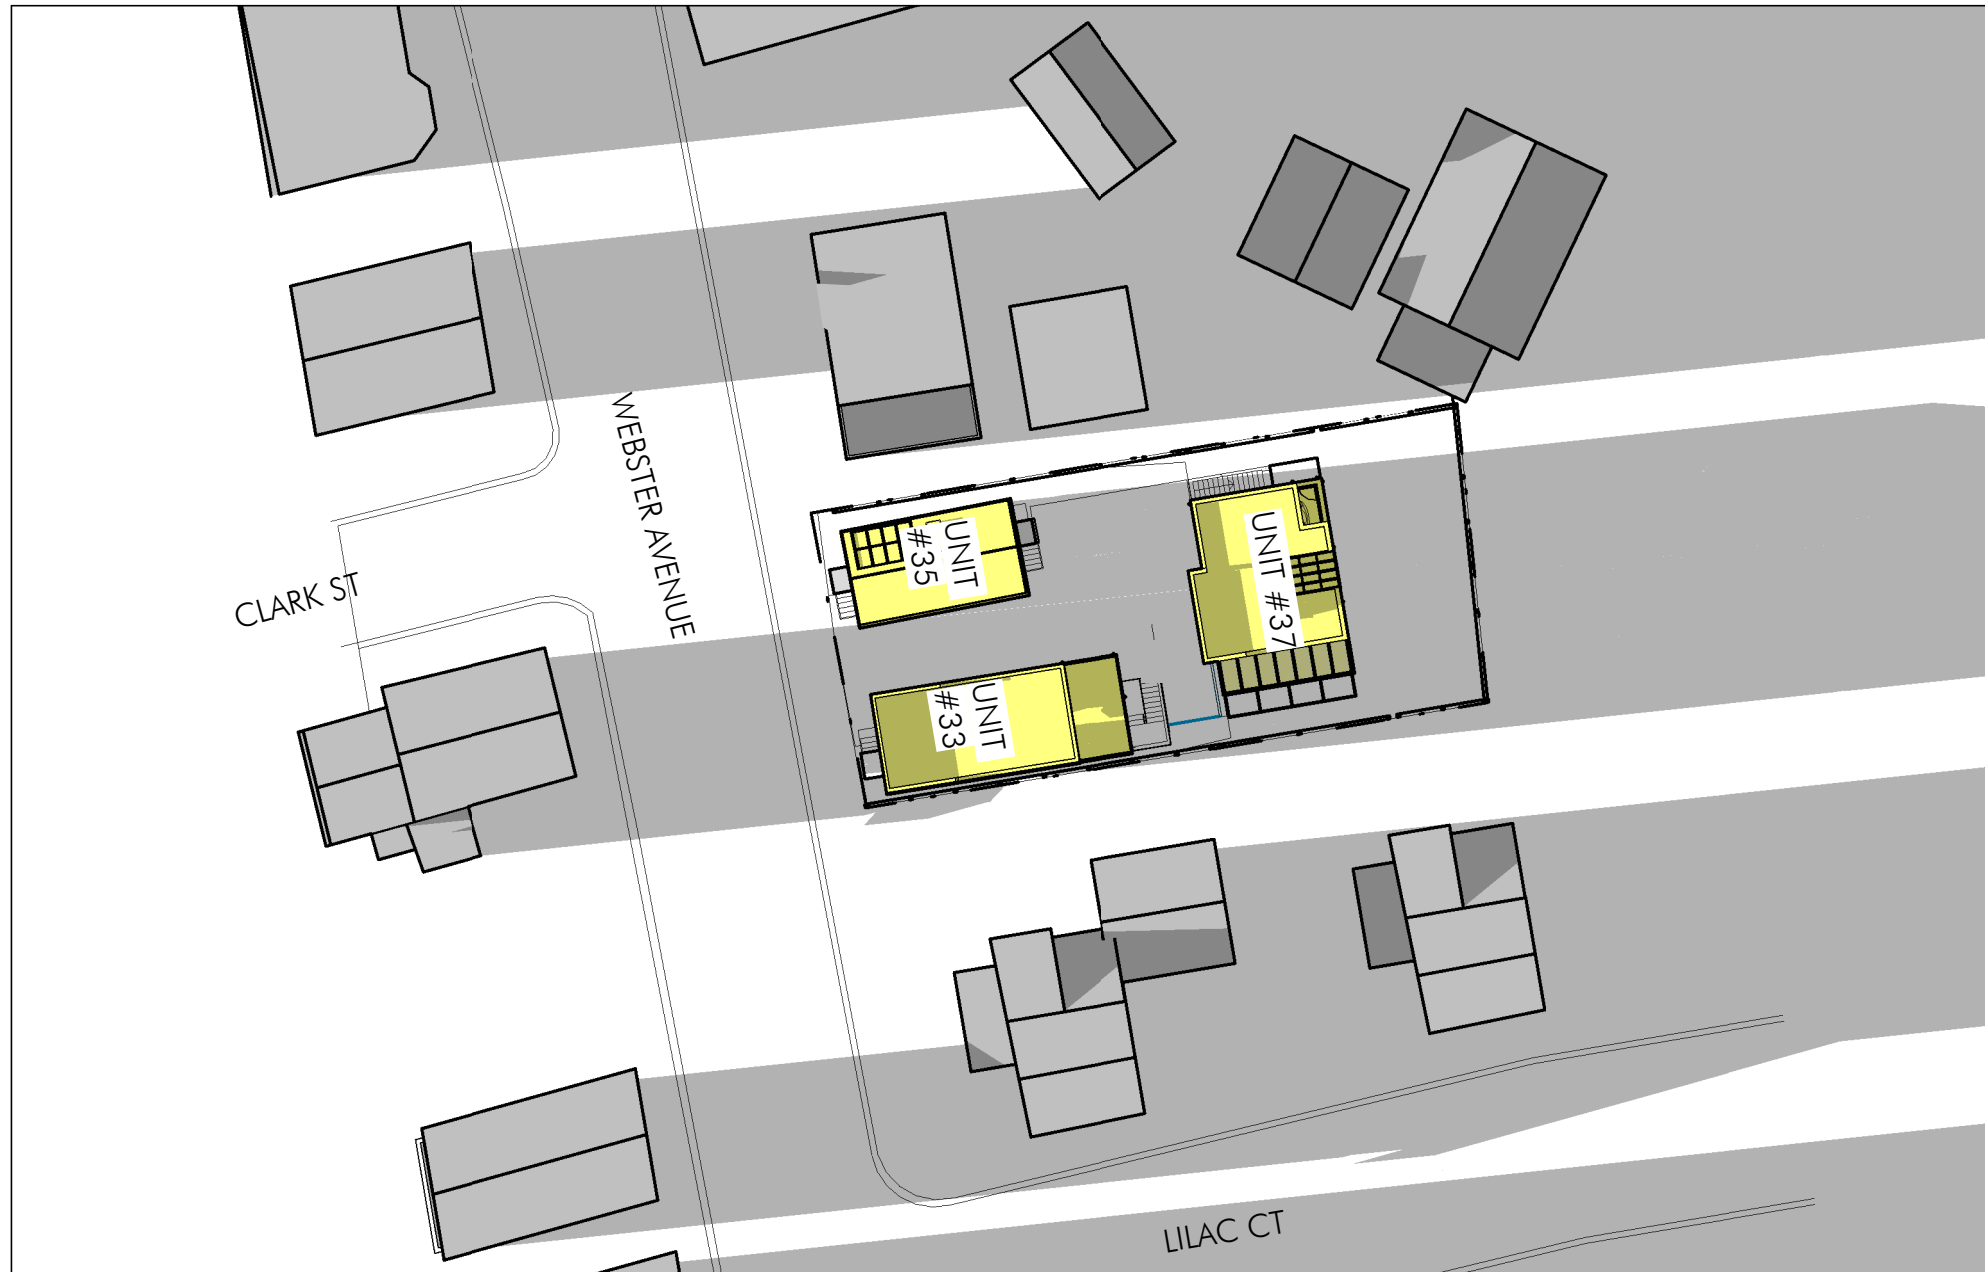 WEBSTER AVENUE
CLARK ST
UNIT
#35
UNIT #37
UNIT
#33
LILAC CT